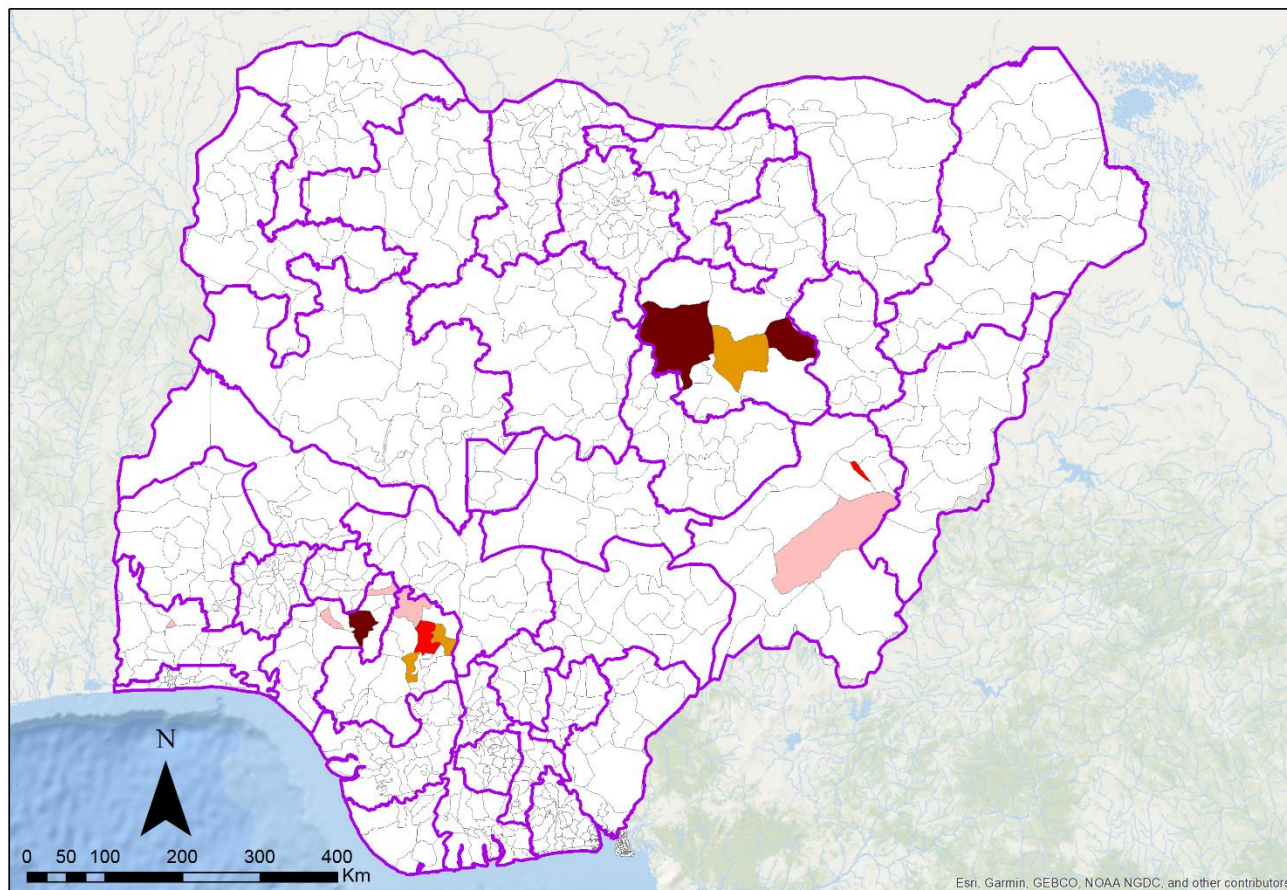 N
0 50 100 200 300 400
Km
Esri, Garmin, GEBCO, NOAA NGDC, and other contributors